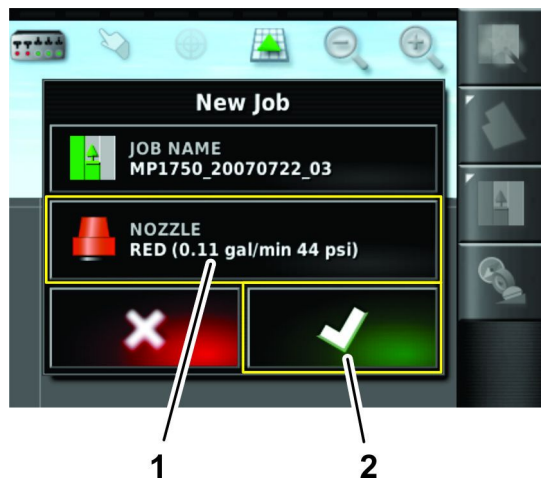 New Job
JOB NAME
MP1750_20070722_03
NOZZLE
RED (0.11 gal/min 44 psi)
1
2